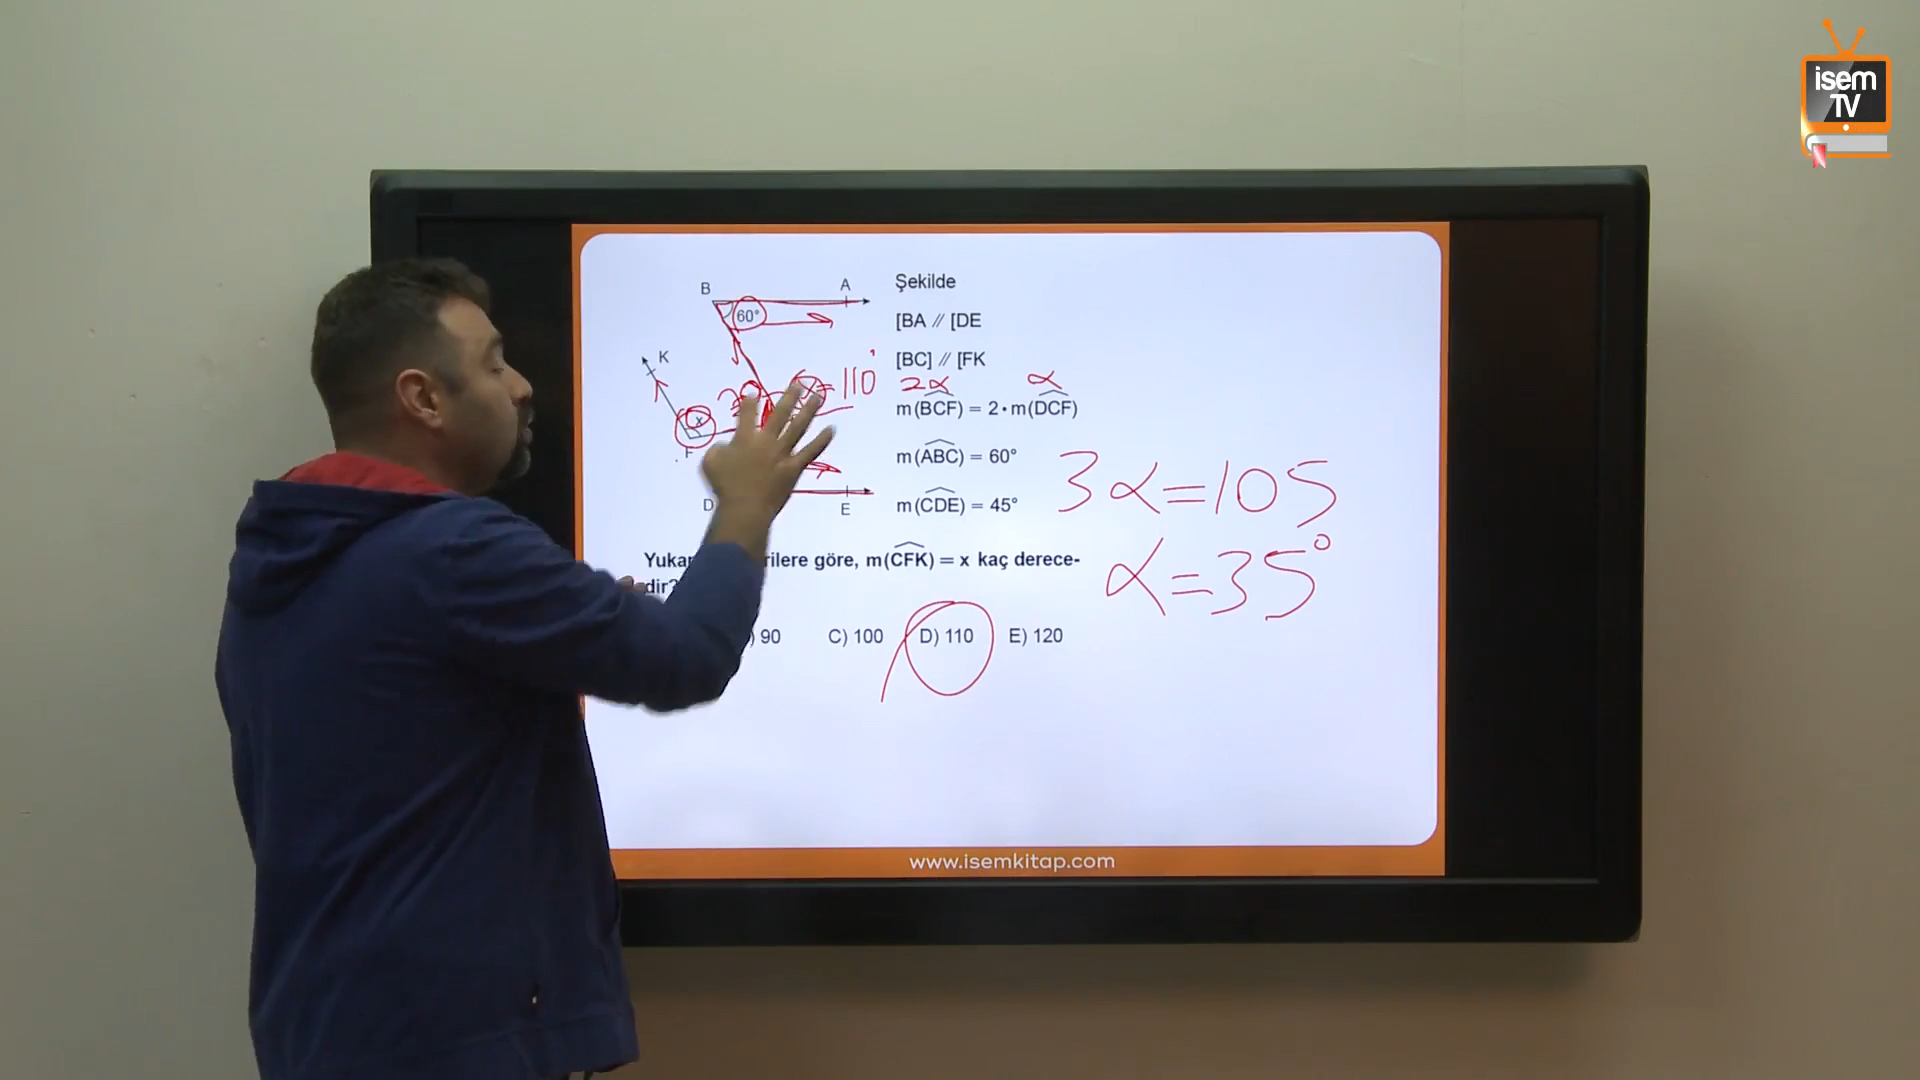 isem
TV
B
A
60°
K
x
F
D
E
= 110°
Şekilde
[BA // [DE
[BC] // [FK
2α α
m(BCF) = 2·m(DCF)
m(ABC) = 60°
m(CDE) = 45°
3α=105
α=35°
rilere göre, m(CFK) = x kaç derece-
dir?
90 C) 100 D) 110 E) 120
www.isemkitap.com